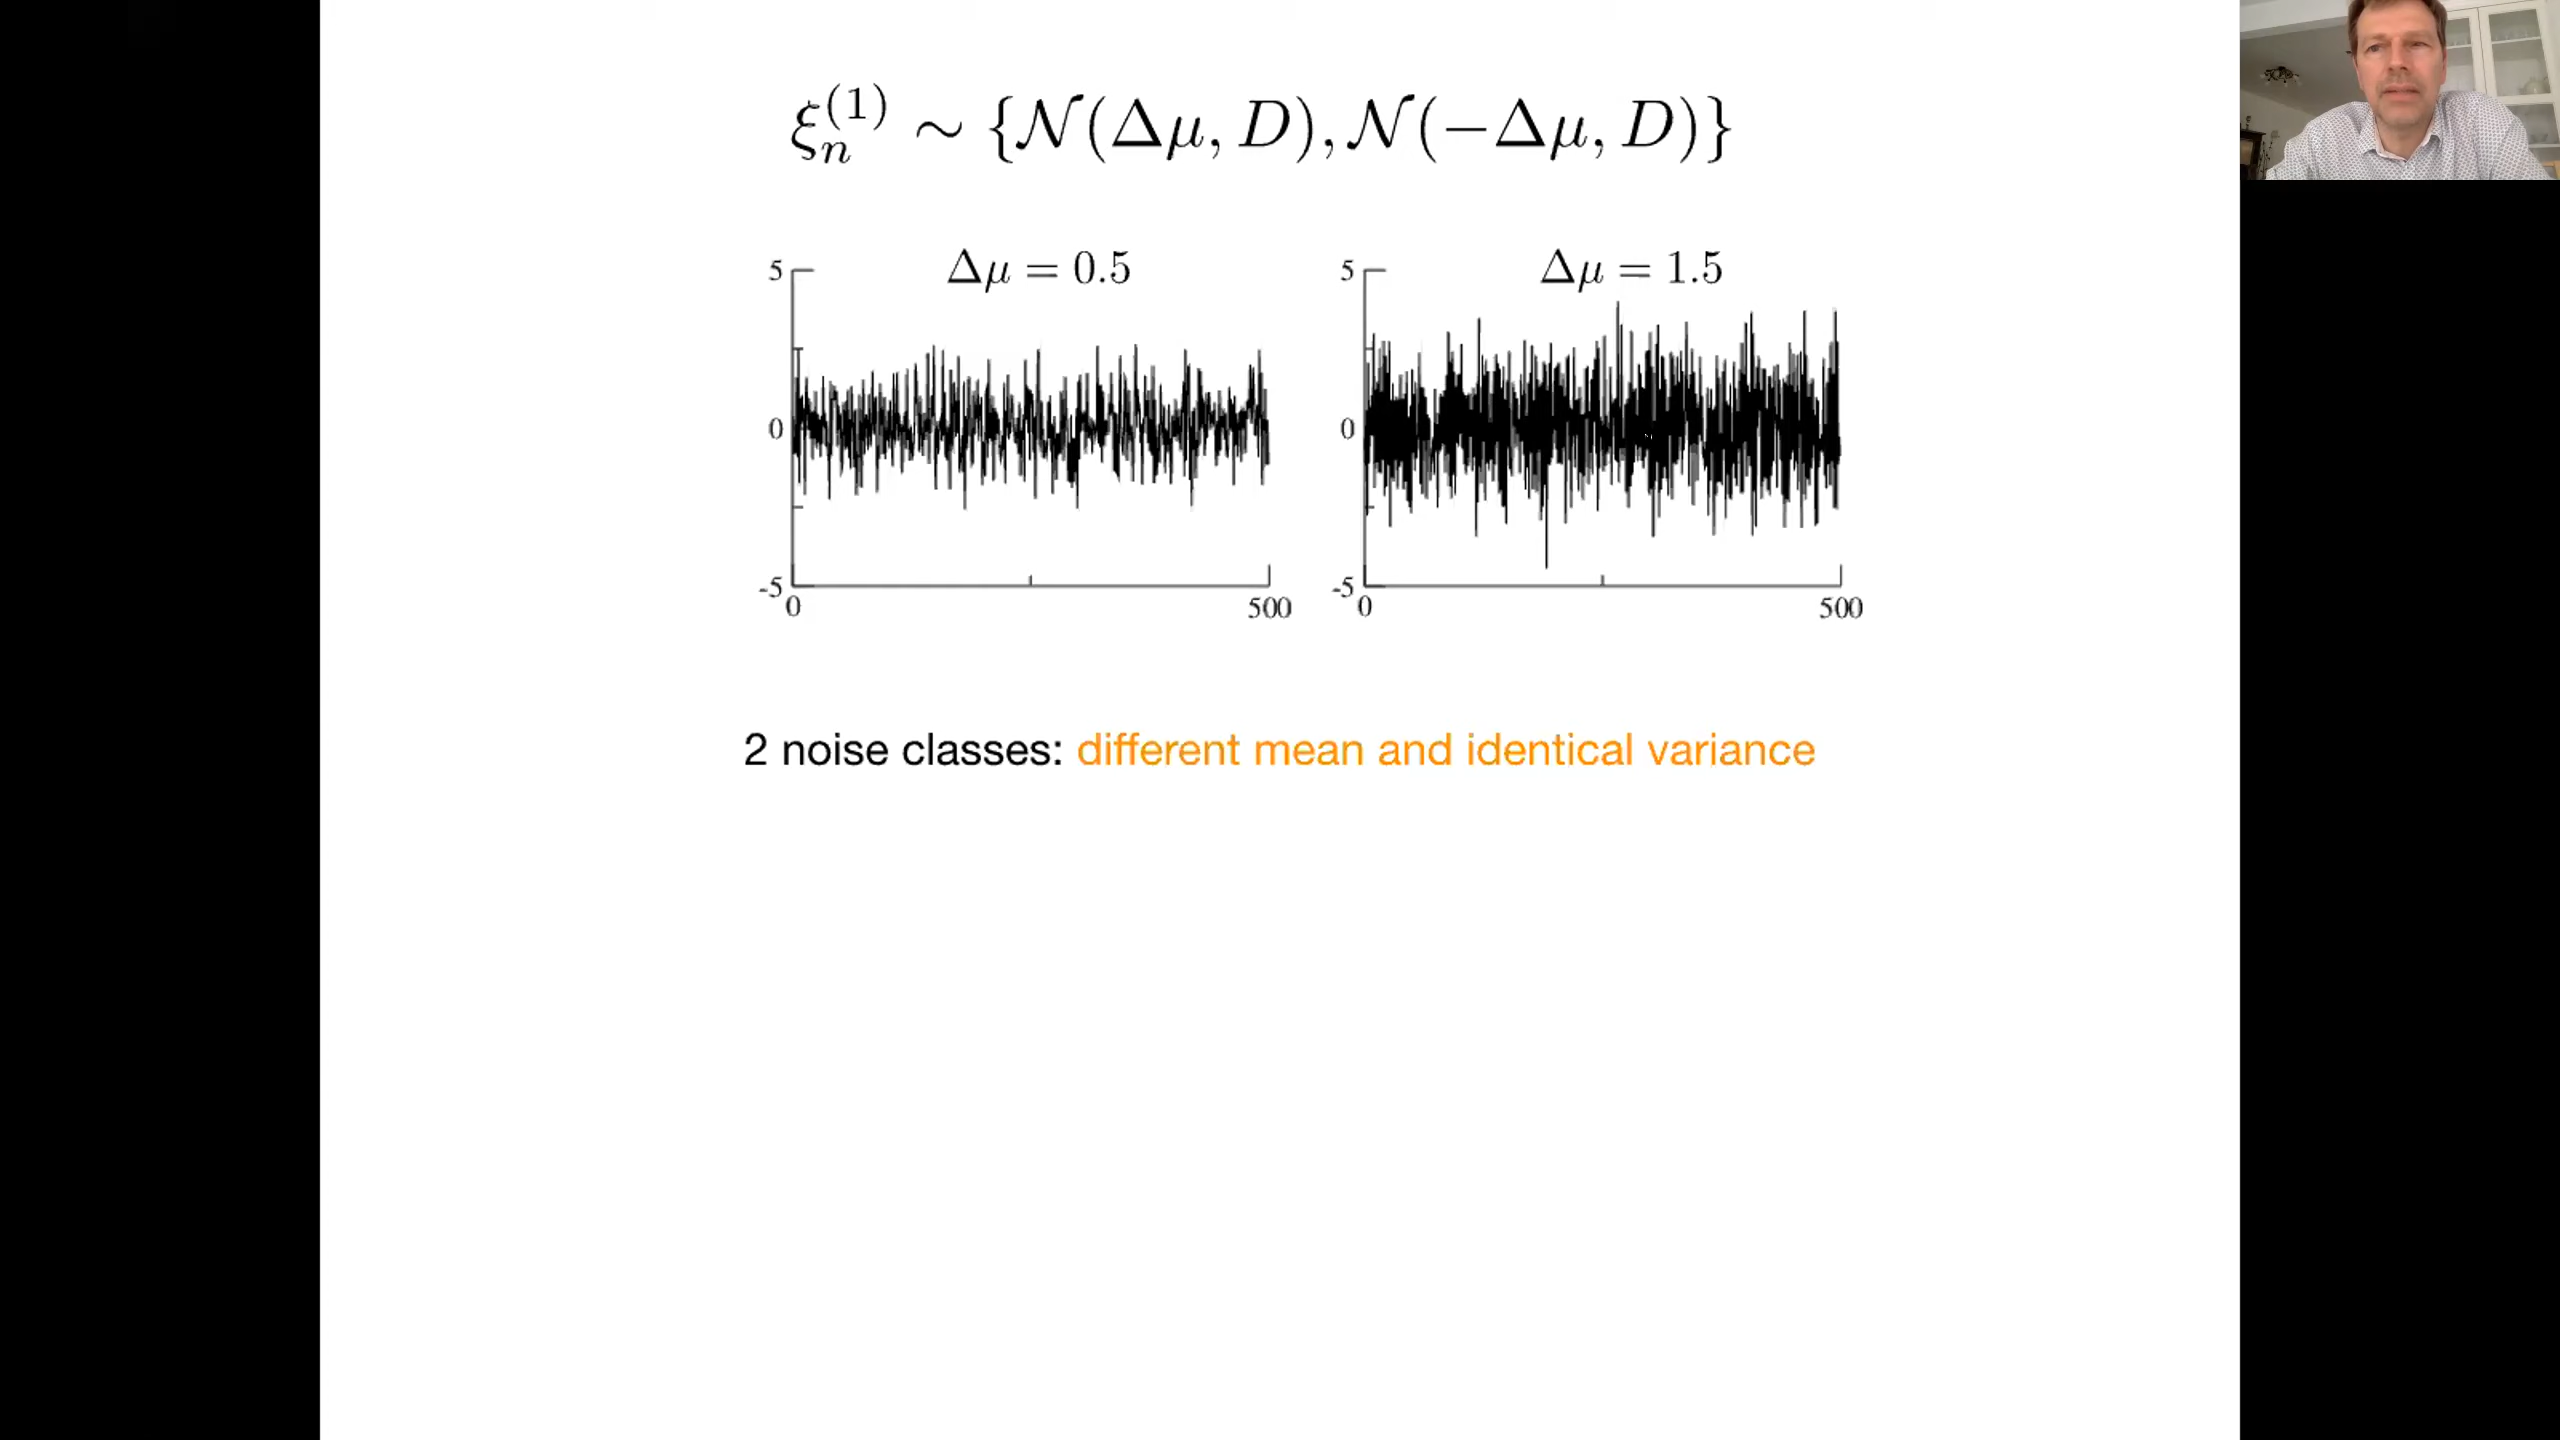 ξₙ⁽¹⁾ ∼ {𝒩(Δμ, D), 𝒩(−Δμ, D)}
Δμ = 0.5
5
0
-5
0
500
Δμ = 1.5
5
0
-5
0
500
2 noise classes: different mean and identical variance